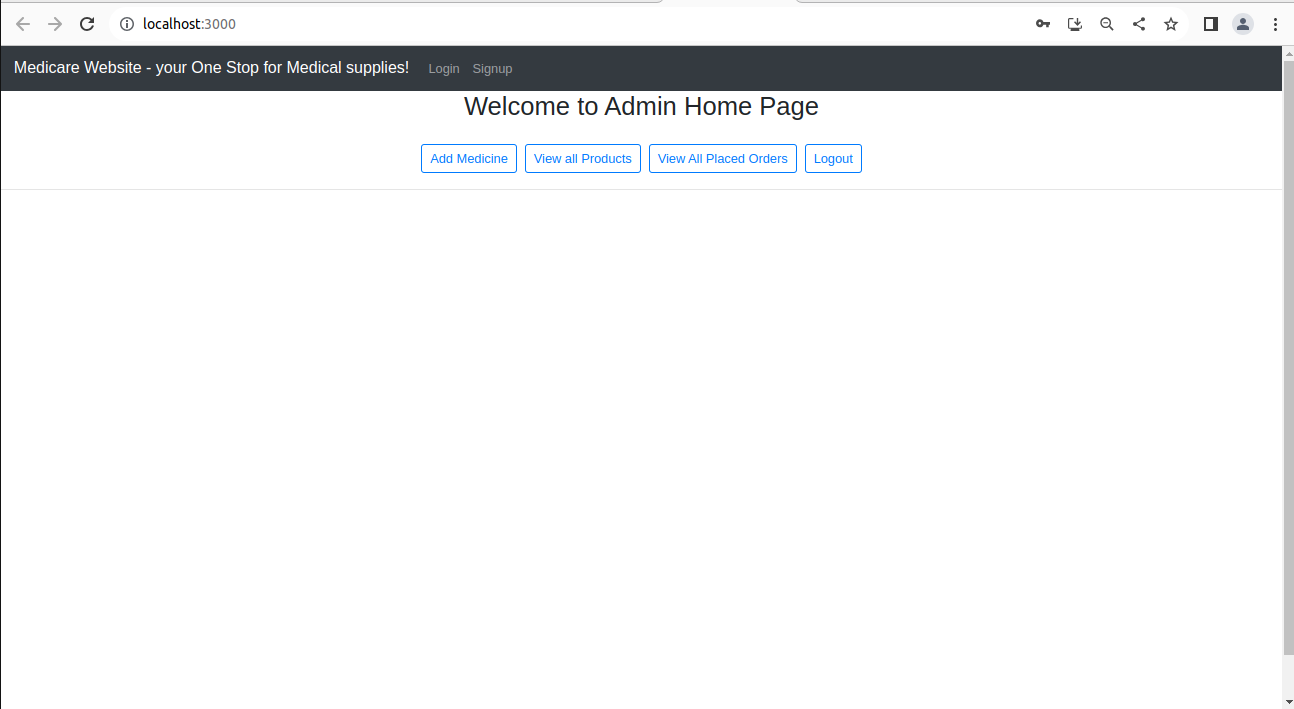 localhost:3000
Medicare Website - your One Stop for Medical supplies! Login Signup
Welcome to Admin Home Page
Add Medicine View all Products View All Placed Orders Logout